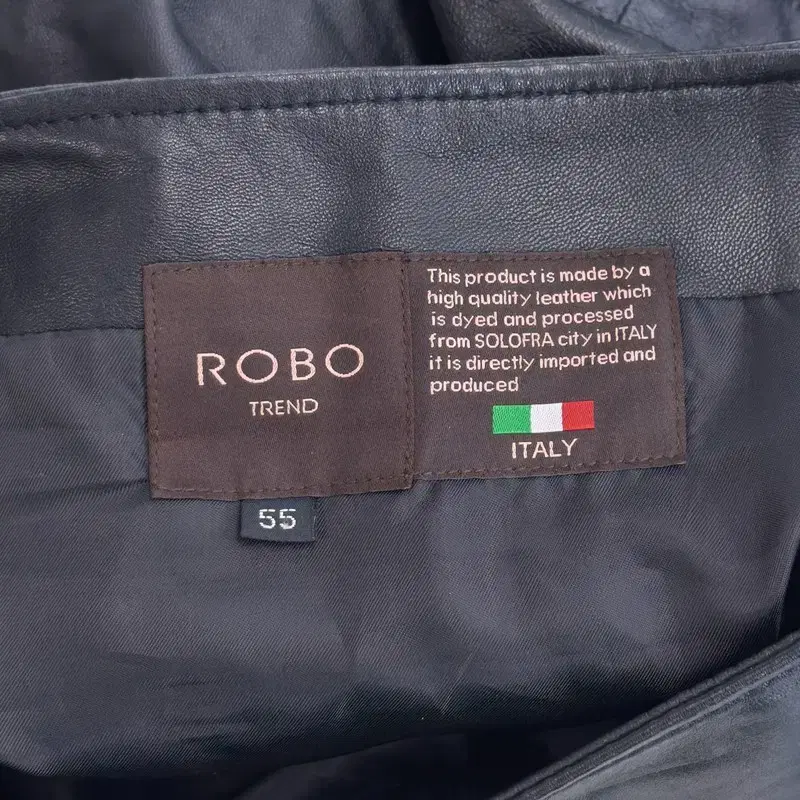 ROBO
TREND
55
This product is made by a
high quality leather which
is dyed and processed
from SOLOFRA city in ITALY
it is directly imported and
produced
ITALY